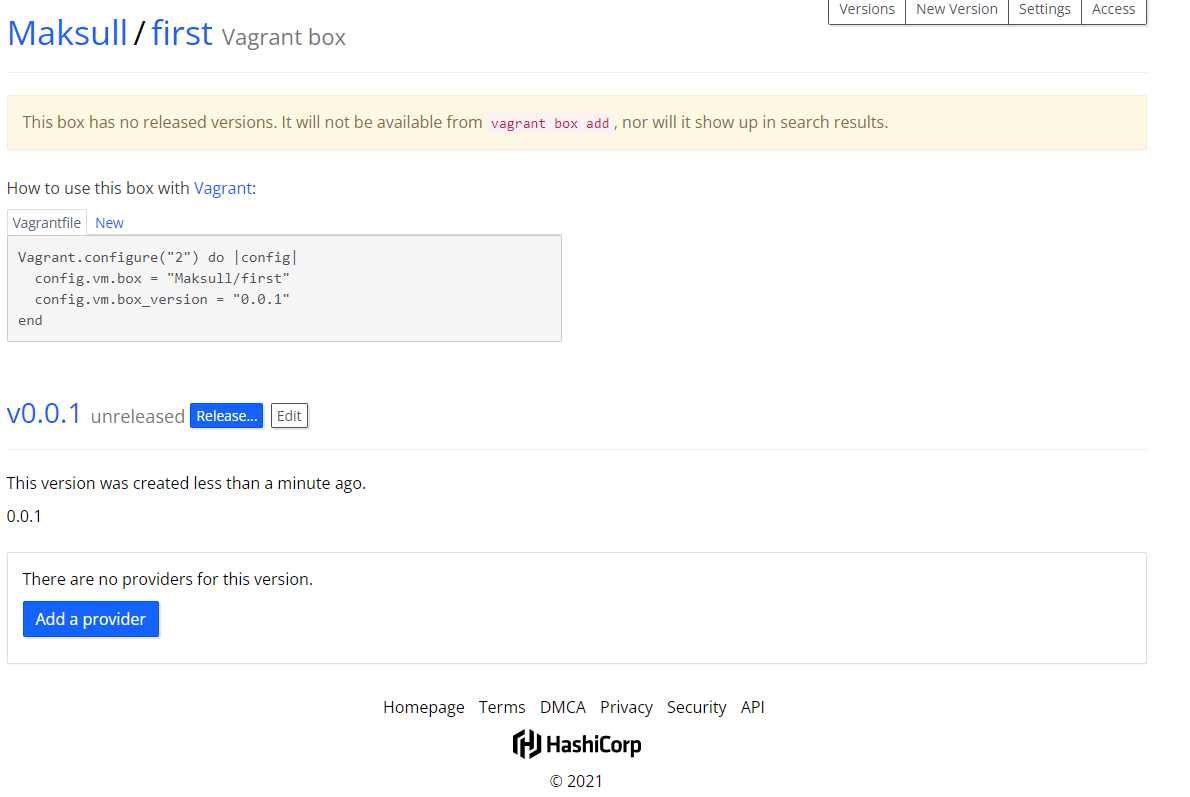 Versions New Version Settings Access
Maksull / first Vagrant box
This box has no released versions. It will not be available from vagrant box add, nor will it show up in search results.
How to use this box with Vagrant:
Vagrantfile New
Vagrant.configure("2") do |config|
  config.vm.box = "Maksull/first"
  config.vm.box_version = "0.0.1"
end
v0.0.1 unreleased Release... Edit
This version was created less than a minute ago.
0.0.1
There are no providers for this version.
Add a provider
Homepage Terms DMCA Privacy Security API
HashiCorp
© 2021